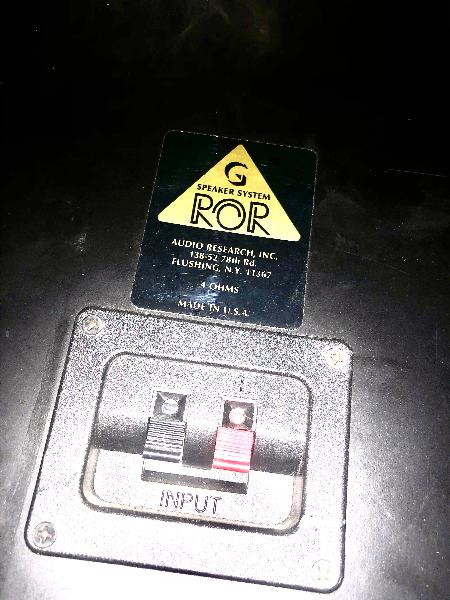 G
SPEAKER SYSTEM
ROR
AUDIO RESEARCH, INC.
138-52 78th Rd.
FLUSHING, N.Y. 11367
4 OHMS
MADE IN U.S.A.
INPUT